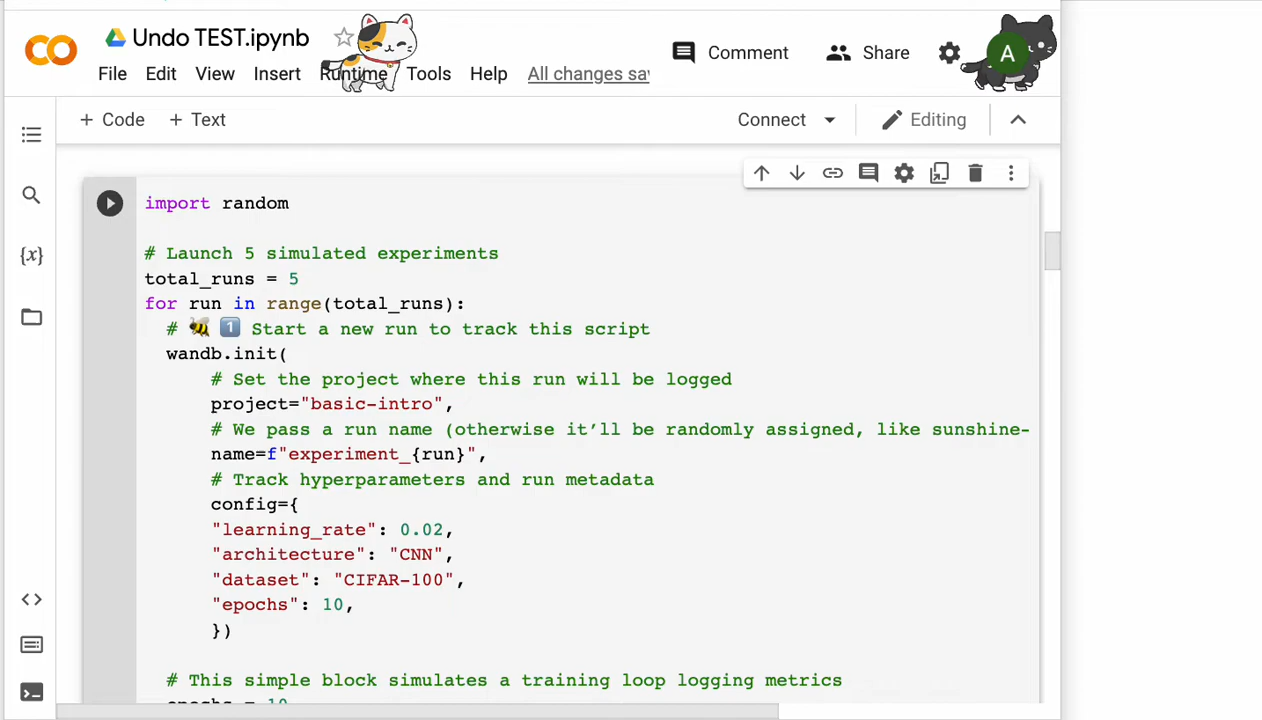 Undo TEST.ipynb
Comment
Share
A
File Edit View Insert Runtime Tools Help All changes sav
+ Code + Text
Connect
Editing
{x}
import random
# Launch 5 simulated experiments
total_runs = 5
for run in range(total_runs):
# 🐝 1️⃣ Start a new run to track this script
wandb.init(
# Set the project where this run will be logged
project="basic-intro",
# We pass a run name (otherwise it’ll be randomly assigned, like sunshine-
name=f"experiment_{run}",
# Track hyperparameters and run metadata
config={
"learning_rate": 0.02,
"architecture": "CNN",
"dataset": "CIFAR-100",
"epochs": 10,
})
# This simple block simulates a training loop logging metrics
epochs = 10